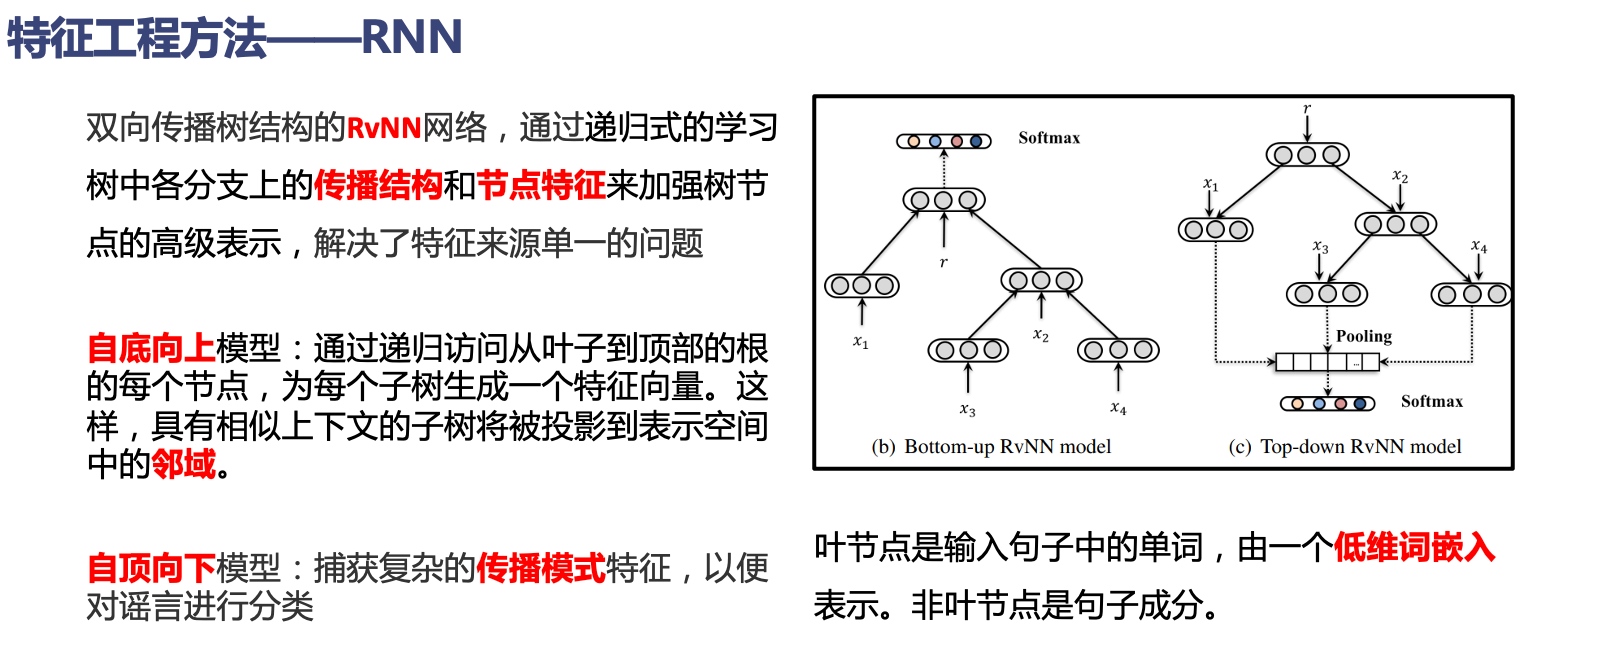 特征工程方法——RNN
双向传播树结构的RvNN网络，通过递归式的学习
树中各分支上的传播结构和节点特征来加强树节
点的高级表示，解决了特征来源单一的问题
自底向上模型：通过递归访问从叶子到顶部的根
的每个节点，为每个子树生成一个特征向量。这
样，具有相似上下文的子树将被投影到表示空间
中的邻域。
自顶向下模型：捕获复杂的传播模式特征，以便
对谣言进行分类
Softmax
r
x₁
x₂
x₃
x₄
(b) Bottom-up RvNN model
r
x₁
x₂
x₃
x₄
Pooling
...
Softmax
(c) Top-down RvNN model
叶节点是输入句子中的单词，由一个低维词嵌入
表示。非叶节点是句子成分。